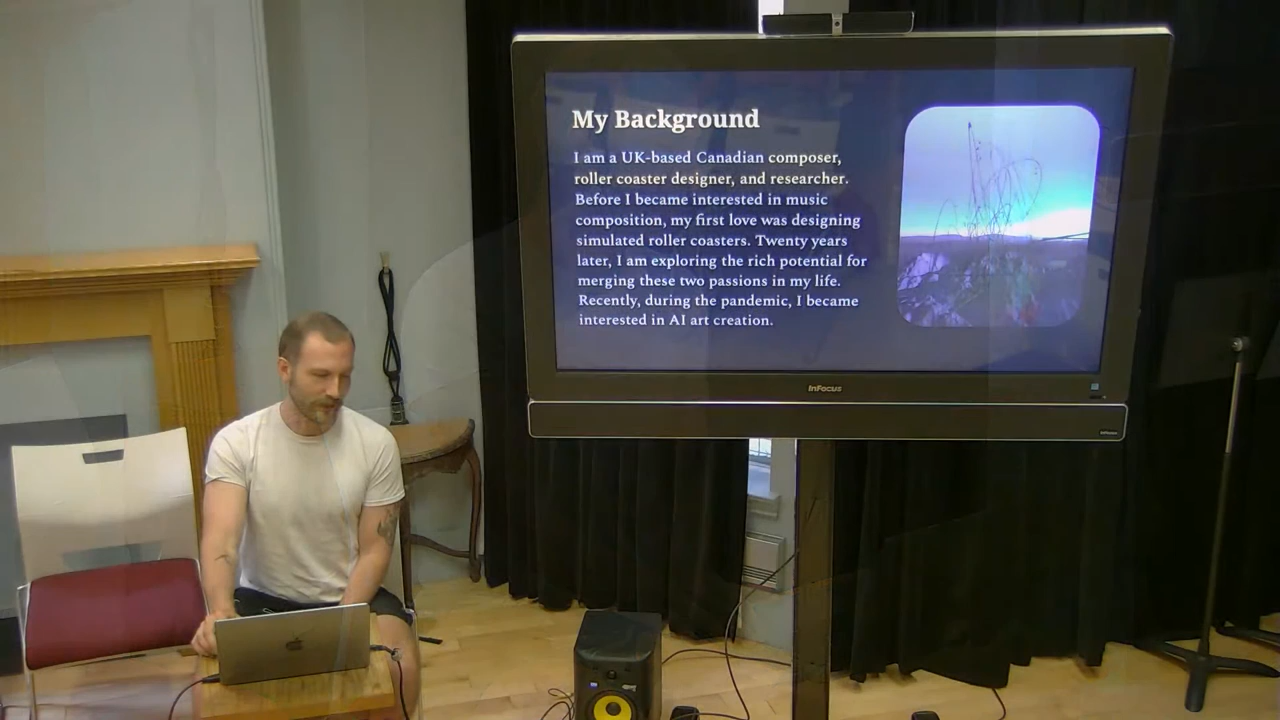 My Background
I am a UK-based Canadian composer,
roller coaster designer, and researcher.
Before I became interested in music
composition, my first love was designing
simulated roller coasters. Twenty years
later, I am exploring the rich potential for
merging these two passions in my life.
Recently, during the pandemic, I became
interested in AI art creation.
InFocus